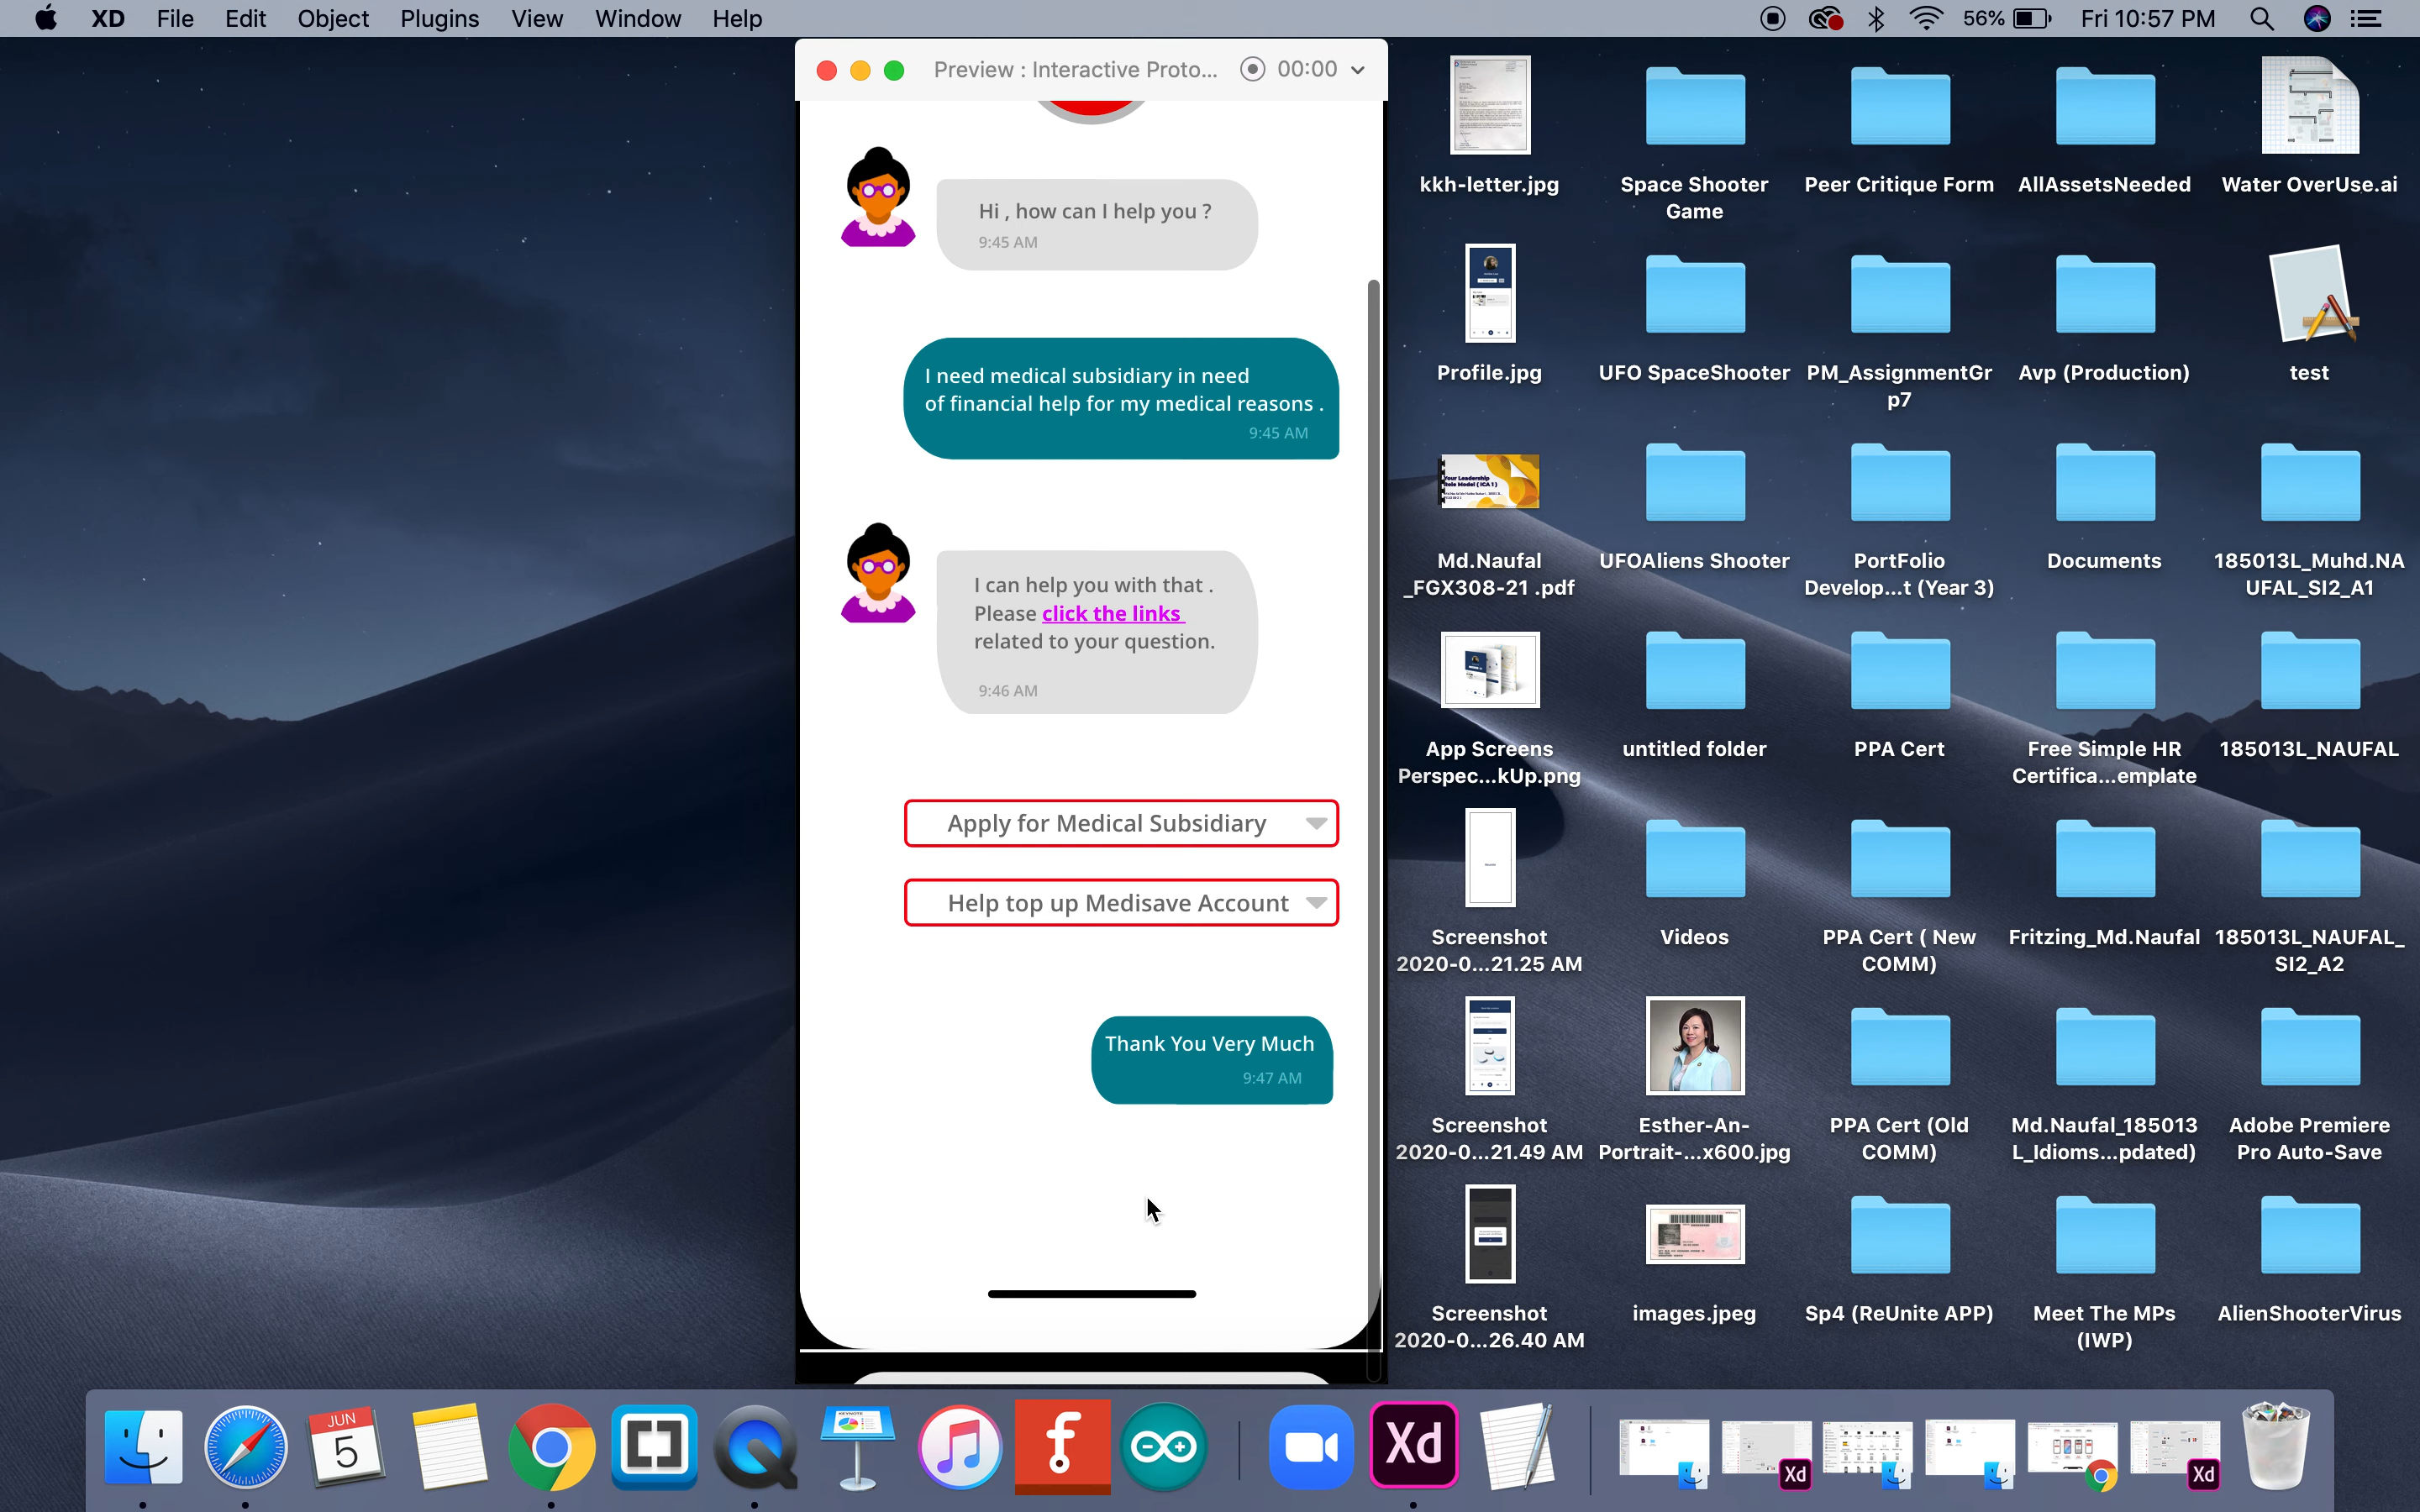 XD File Edit Object Plugins View Window Help
56% Fri 10:57 PM
Preview : Interactive Proto... 00:00
Hi , how can I help you ?
9:45 AM
I need medical subsidiary in need
of financial help for my medical reasons .
9:45 AM
I can help you with that .
Please click the links
related to your question.
9:46 AM
Apply for Medical Subsidiary
Help top up Medisave Account
Thank You Very Much
9:47 AM
kkh-letter.jpg
Space Shooter
Game
Peer Critique Form
AllAssetsNeeded
Water OverUse.ai
Profile.jpg
UFO SpaceShooter
PM_AssignmentGr
p7
Avp (Production)
test
Your Leadership
Role Model ( ICA 1 )
Md.Naufal
_FGX308-21 .pdf
UFOAliens Shooter
PortFolio
Develop...t (Year 3)
Documents
185013L_Muhd.NA
UFAL_SI2_A1
App Screens
Perspec...kUp.png
untitled folder
PPA Cert
Free Simple HR
Certifica...emplate
185013L_NAUFAL
Screenshot
2020-0...21.25 AM
Videos
PPA Cert ( New
COMM)
Fritzing_Md.Naufal
185013L_NAUFAL_
SI2_A2
Screenshot
2020-0...21.49 AM
Esther-An-
Portrait-...x600.jpg
PPA Cert (Old
COMM)
Md.Naufal_185013
L_Idioms...pdated)
Adobe Premiere
Pro Auto-Save
Screenshot
2020-0...26.40 AM
images.jpeg
Sp4 (ReUnite APP)
Meet The MPs
(IWP)
AlienShooterVirus
JUN
5
KEYNOTE
f
Xd
Xd
Xd